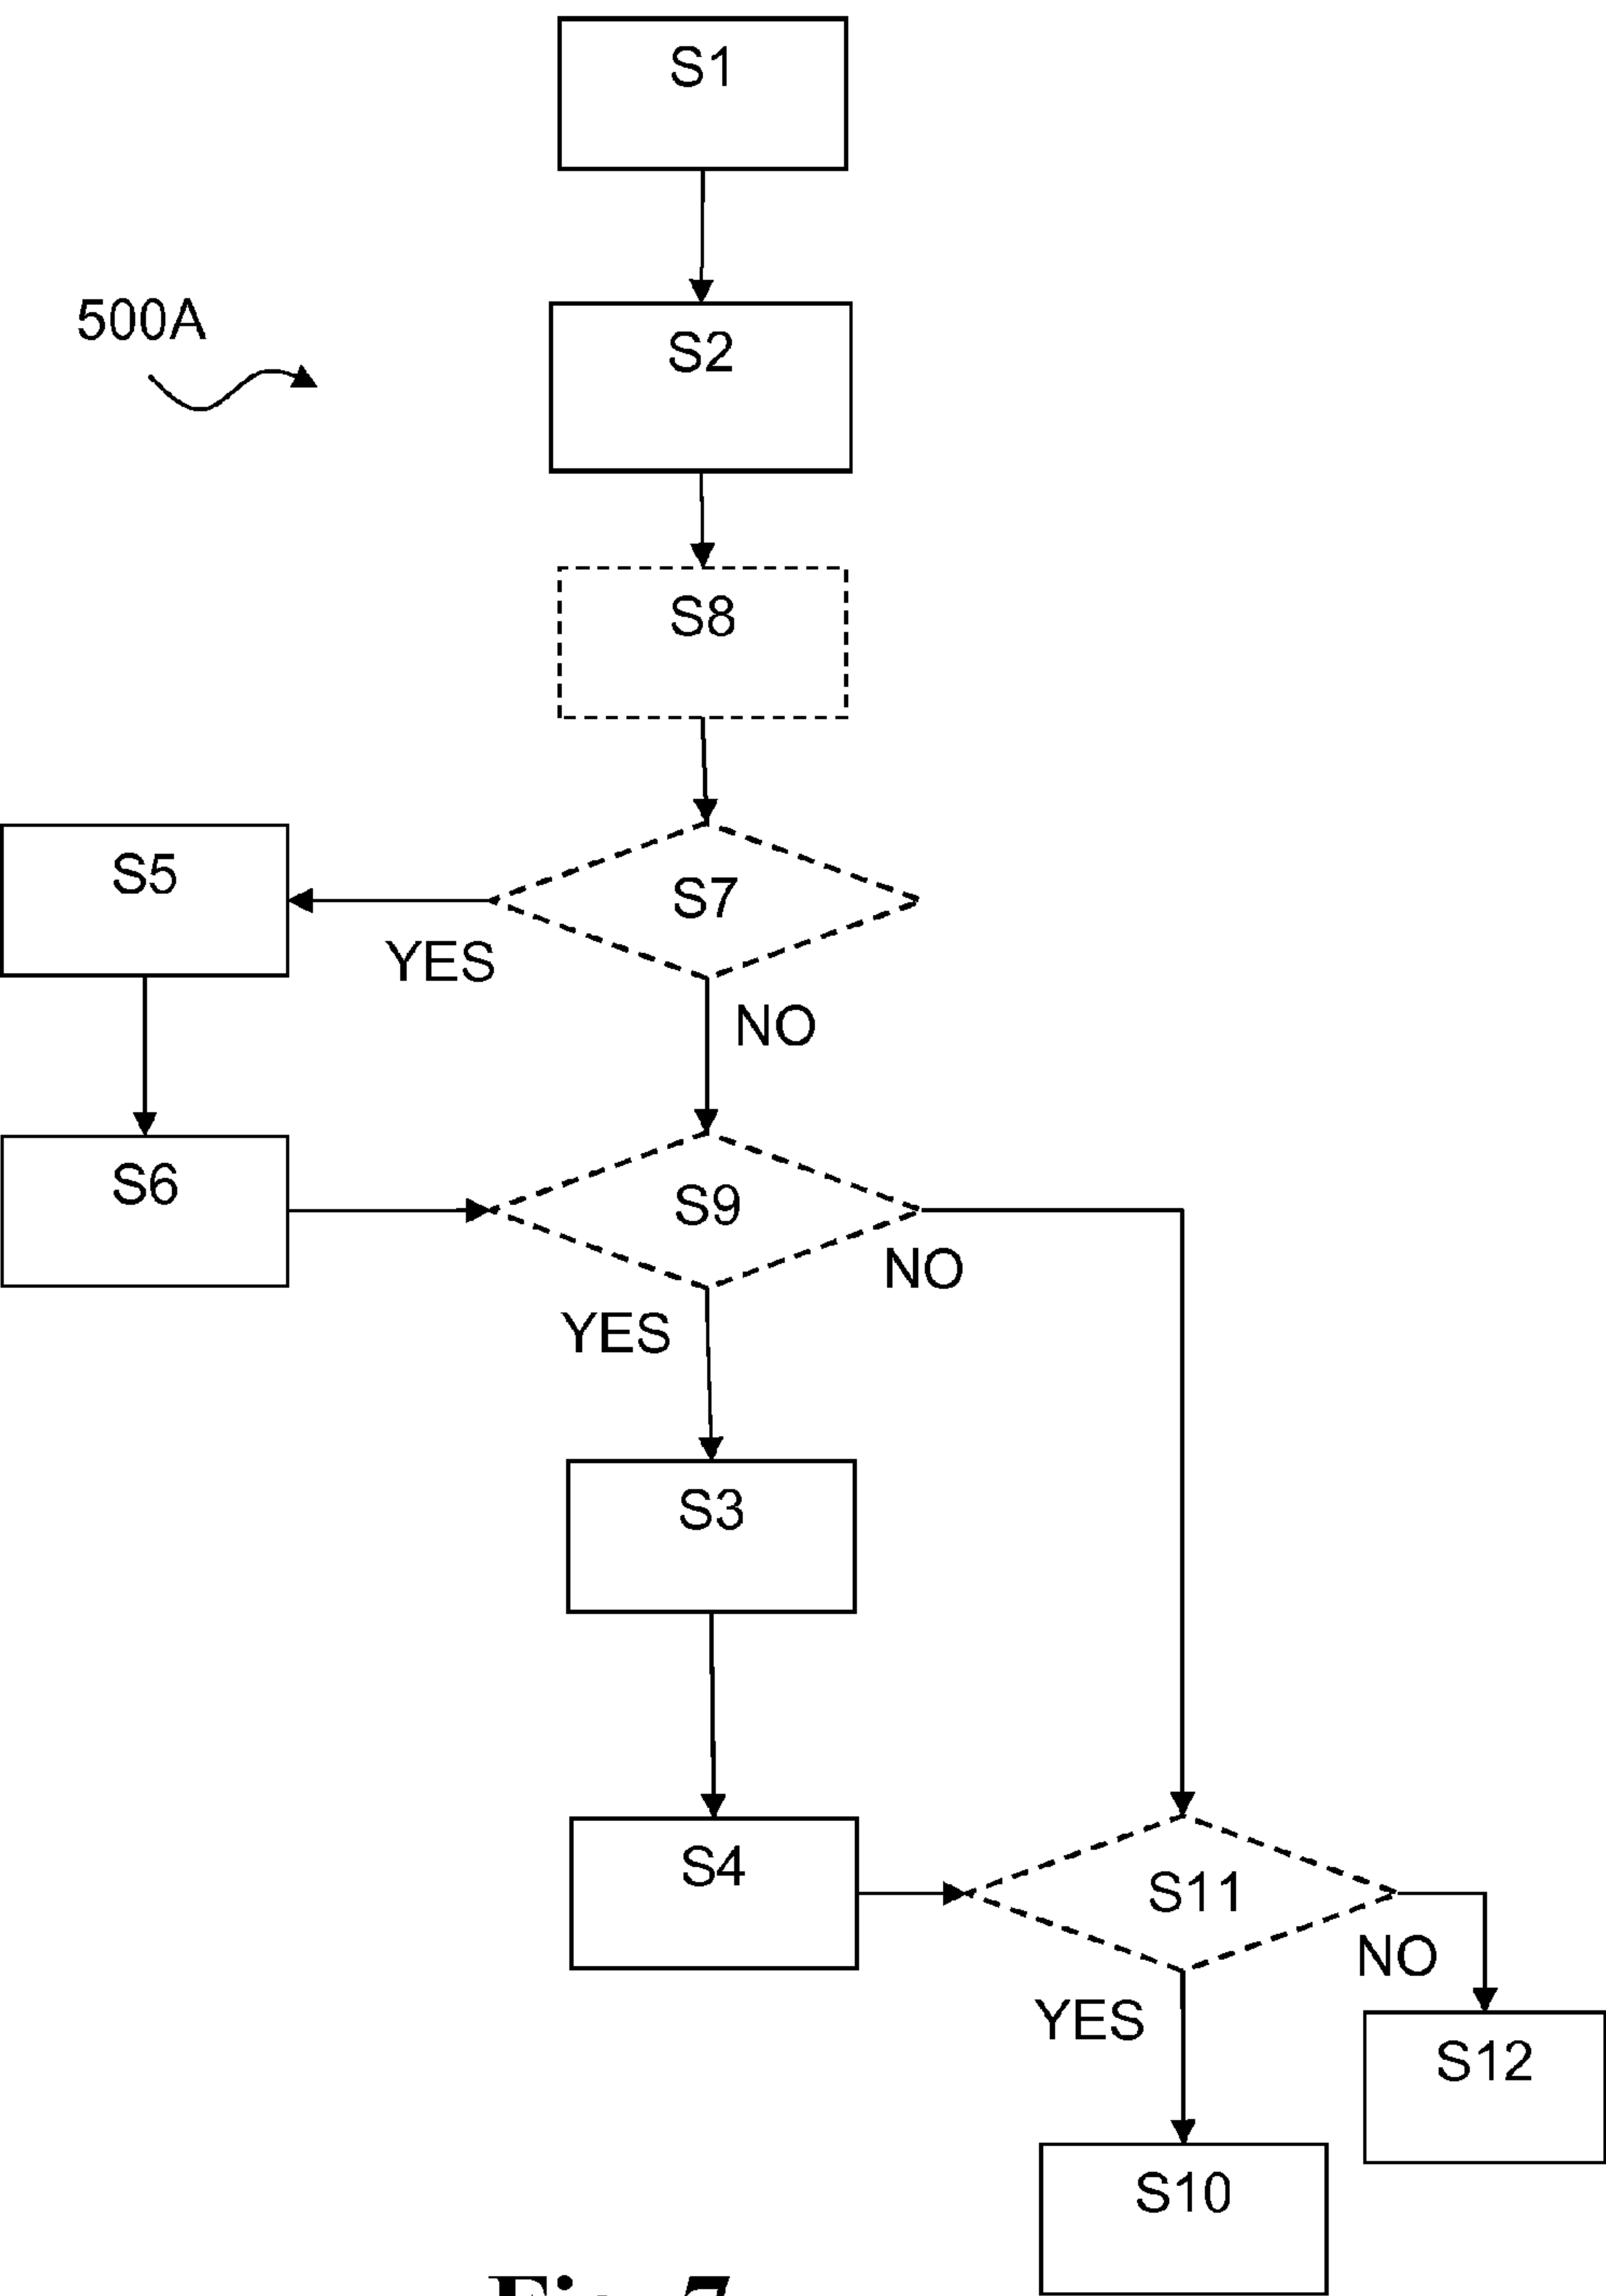 S1
500A
S2
S8
S5
S7
YES
NO
S6
S9
NO
YES
S3
S4
S11
NO
YES
S12
S10